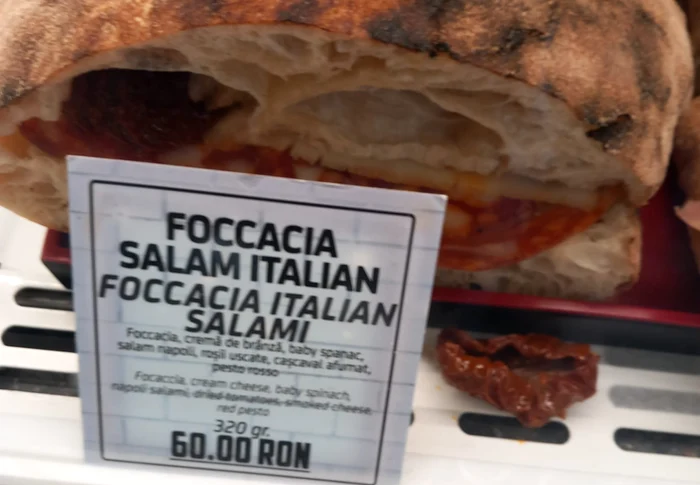 FOCCACIA
SALAM ITALIAN
FOCCACIA ITALIAN
SALAMI
Foccacia, cremă de brânză, baby spanac,
salam napoli, roșii uscate, cașcaval afumat,
pesto rosso
Focaccia, cream cheese, baby spinach,
napoli salami, dried tomatoes, smoked cheese,
red pesto
320 gr.
60.00 RON